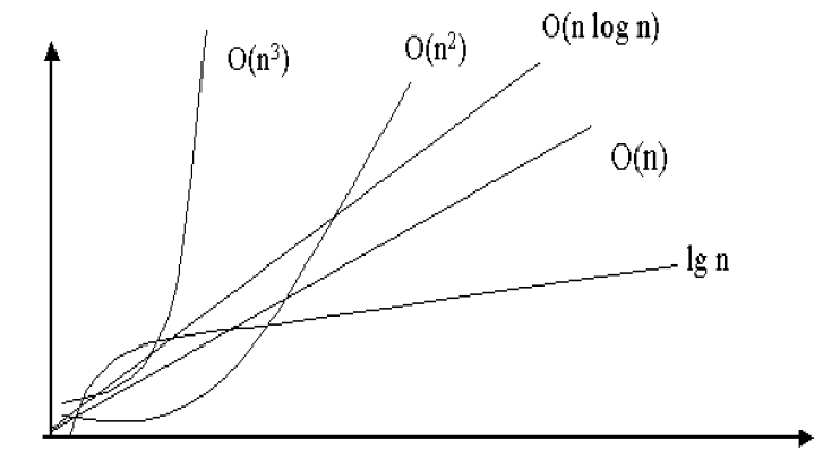 O(n³)
O(n²)
O(n log n)
O(n)
lg n